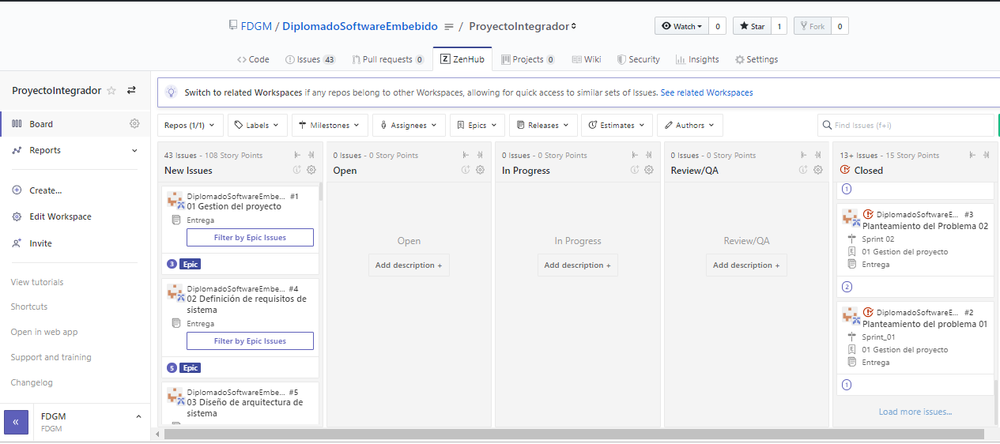 FDGM / DiplomadoSoftwareEmbebido / ProyectoIntegrador
Watch 0 Star 1 Fork 0
Code Issues 43 Pull requests 0 ZenHub Projects 0 Wiki Security Insights Settings
ProyectoIntegrador
Board
Reports
Create...
Edit Workspace
Invite
View tutorials
Shortcuts
Open in web app
Support and training
Changelog
FDGM
FDGM
Switch to related Workspaces if any repos belong to other Workspaces, allowing for quick access to similar sets of Issues. See related Workspaces
Repos (1/1) Labels Milestones Assignees Epics Releases Estimates Authors Find Issues (f+i)
43 Issues - 108 Story Points
New Issues
DiplomadoSoftwareEmbe... #1
01 Gestion del proyecto
Entrega
Filter by Epic Issues
3 Epic
DiplomadoSoftwareEmbe... #4
02 Definición de requisitos de
sistema
Entrega
Filter by Epic Issues
5 Epic
DiplomadoSoftwareEmbe... #5
03 Diseño de arquitectura de
sistema
0 Issues - 0 Story Points
Open
Open
Add description +
0 Issues - 0 Story Points
In Progress
In Progress
Add description +
0 Issues - 0 Story Points
Review/QA
Review/QA
Add description +
13+ Issues - 15 Story Points
Closed
1
DiplomadoSoftwareE... #3
Planteamiento del Problema 02
Sprint 02
01 Gestion del proyecto
Entrega
2
DiplomadoSoftwareE... #2
Planteamiento del problema 01
Sprint_01
01 Gestion del proyecto
Entrega
1
Load more issues...